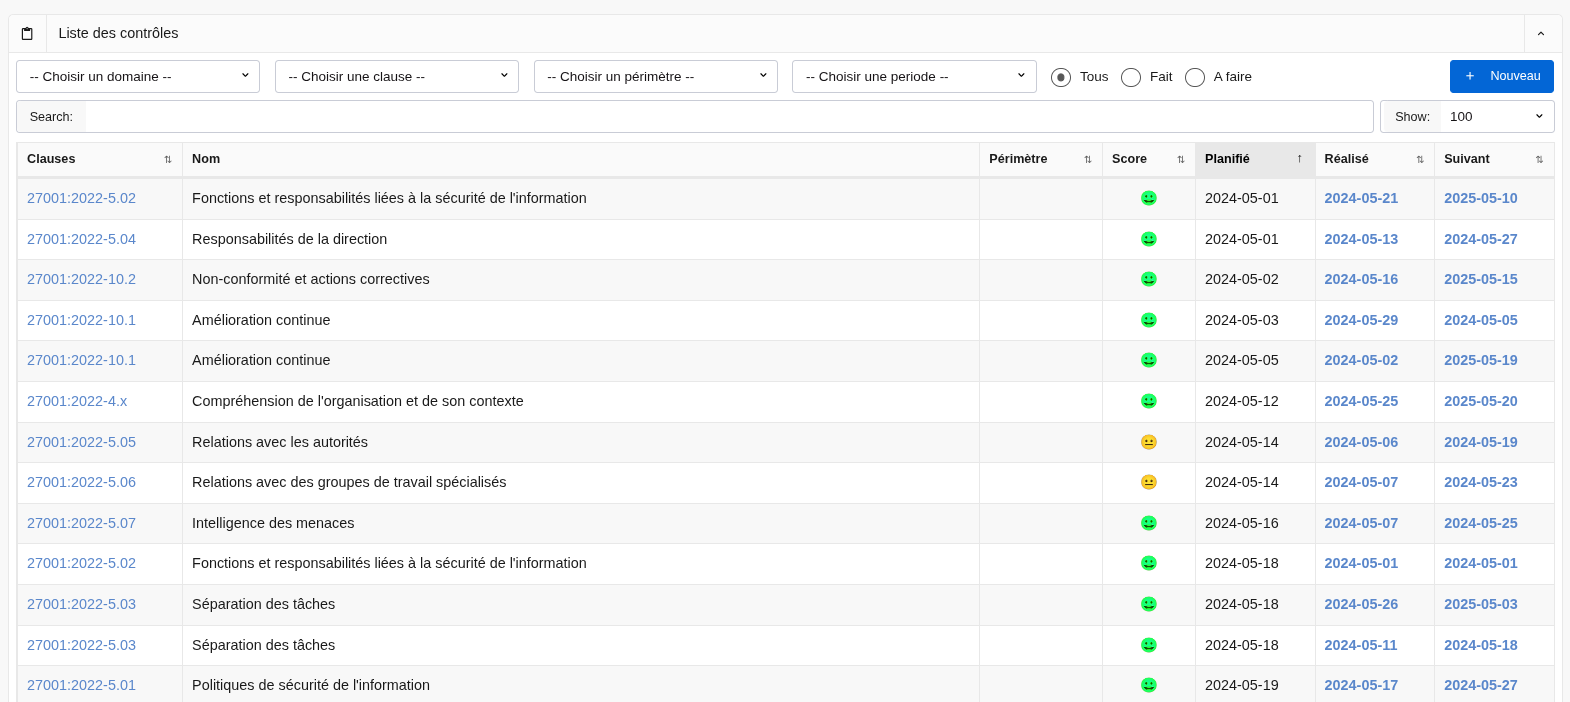 Liste des contrôles
-- Choisir un domaine -- -- Choisir une clause -- -- Choisir un périmètre -- -- Choisir une periode -- Tous Fait A faire + Nouveau
Search: Show: 100
Clauses Nom Périmètre Score Planifié Réalisé Suivant
27001:2022-5.02 Fonctions et responsabilités liées à la sécurité de l'information 2024-05-01 2024-05-21 2025-05-10
27001:2022-5.04 Responsabilités de la direction 2024-05-01 2024-05-13 2024-05-27
27001:2022-10.2 Non-conformité et actions correctives 2024-05-02 2024-05-16 2025-05-15
27001:2022-10.1 Amélioration continue 2024-05-03 2024-05-29 2024-05-05
27001:2022-10.1 Amélioration continue 2024-05-05 2024-05-02 2025-05-19
27001:2022-4.x Compréhension de l'organisation et de son contexte 2024-05-12 2024-05-25 2025-05-20
27001:2022-5.05 Relations avec les autorités 2024-05-14 2024-05-06 2024-05-19
27001:2022-5.06 Relations avec des groupes de travail spécialisés 2024-05-14 2024-05-07 2024-05-23
27001:2022-5.07 Intelligence des menaces 2024-05-16 2024-05-07 2024-05-25
27001:2022-5.02 Fonctions et responsabilités liées à la sécurité de l'information 2024-05-18 2024-05-01 2024-05-01
27001:2022-5.03 Séparation des tâches 2024-05-18 2024-05-26 2025-05-03
27001:2022-5.03 Séparation des tâches 2024-05-18 2024-05-11 2024-05-18
27001:2022-5.01 Politiques de sécurité de l'information 2024-05-19 2024-05-17 2024-05-27